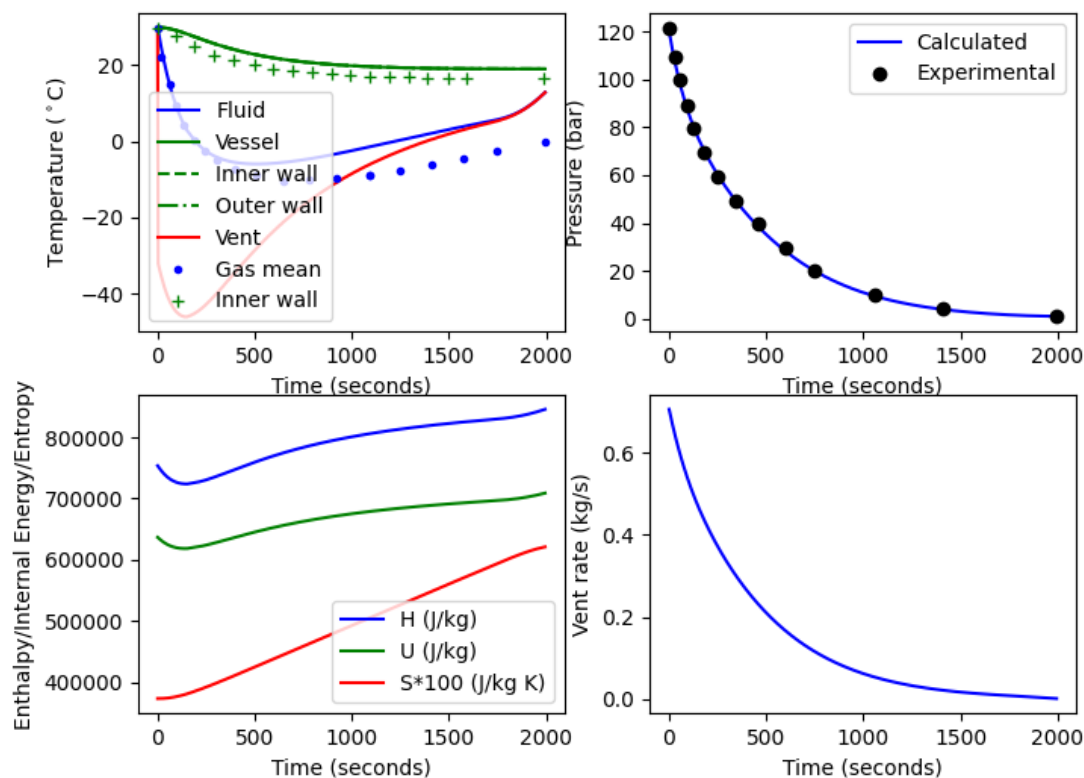 Temperature (°C)
20
0
−20
−40
Fluid
Vessel
Inner wall
Outer wall
Vent
Gas mean
Inner wall
0
500
1000
1500
2000
Time (seconds)
Pressure (bar)
120
100
80
60
40
20
0
Calculated
Experimental
0
500
1000
1500
2000
Time (seconds)
Enthalpy/Internal Energy/Entropy
800000
700000
600000
500000
400000
H (J/kg)
U (J/kg)
S*100 (J/kg K)
0
500
1000
1500
2000
Time (seconds)
Vent rate (kg/s)
0.6
0.4
0.2
0.0
0
500
1000
1500
2000
Time (seconds)